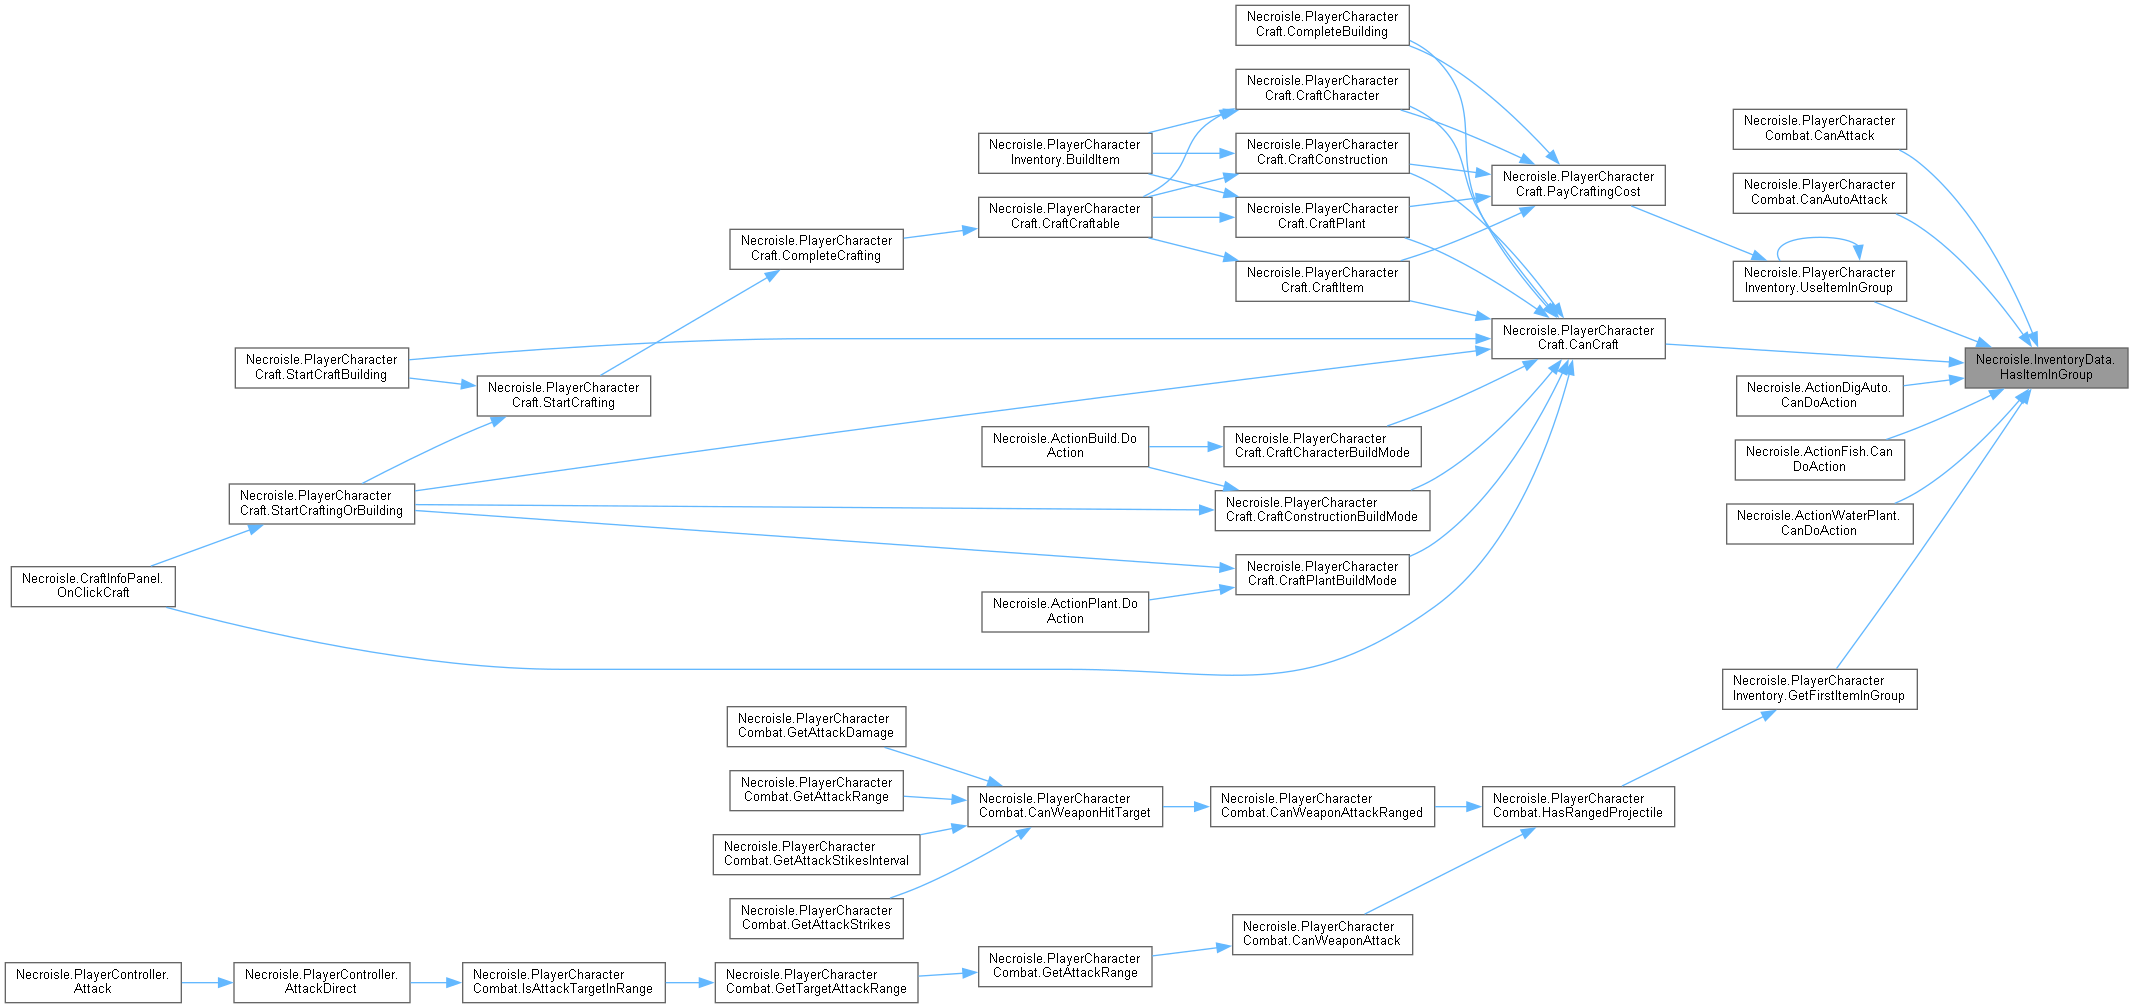 Necroisle.PlayerCharacter
Craft.CompleteBuilding
Necroisle.PlayerCharacter
Craft.CraftCharacter
Necroisle.PlayerCharacter
Combat.CanAttack
Necroisle.PlayerCharacter
Inventory.BuildItem
Necroisle.PlayerCharacter
Craft.CraftConstruction
Necroisle.PlayerCharacter
Craft.PayCraftingCost
Necroisle.PlayerCharacter
Combat.CanAutoAttack
Necroisle.PlayerCharacter
Craft.CraftCraftable
Necroisle.PlayerCharacter
Craft.CraftPlant
Necroisle.PlayerCharacter
Craft.CompleteCrafting
Necroisle.PlayerCharacter
Craft.CraftItem
Necroisle.PlayerCharacter
Inventory.UseItemInGroup
Necroisle.PlayerCharacter
Craft.CanCraft
Necroisle.PlayerCharacter
Craft.StartCraftBuilding
Necroisle.InventoryData.
HasItemInGroup
Necroisle.PlayerCharacter
Craft.StartCrafting
Necroisle.ActionDigAuto.
CanDoAction
Necroisle.ActionBuild.Do
Action
Necroisle.PlayerCharacter
Craft.CraftCharacterBuildMode
Necroisle.ActionFish.Can
DoAction
Necroisle.PlayerCharacter
Craft.StartCraftingOrBuilding
Necroisle.PlayerCharacter
Craft.CraftConstructionBuildMode
Necroisle.ActionWaterPlant.
CanDoAction
Necroisle.CraftInfoPanel.
OnClickCraft
Necroisle.PlayerCharacter
Craft.CraftPlantBuildMode
Necroisle.ActionPlant.Do
Action
Necroisle.PlayerCharacter
Inventory.GetFirstItemInGroup
Necroisle.PlayerCharacter
Combat.GetAttackDamage
Necroisle.PlayerCharacter
Combat.GetAttackRange
Necroisle.PlayerCharacter
Combat.CanWeaponHitTarget
Necroisle.PlayerCharacter
Combat.CanWeaponAttackRanged
Necroisle.PlayerCharacter
Combat.HasRangedProjectile
Necroisle.PlayerCharacter
Combat.GetAttackStikesInterval
Necroisle.PlayerCharacter
Combat.GetAttackStrikes
Necroisle.PlayerCharacter
Combat.CanWeaponAttack
Necroisle.PlayerController.
Attack
Necroisle.PlayerController.
AttackDirect
Necroisle.PlayerCharacter
Combat.IsAttackTargetInRange
Necroisle.PlayerCharacter
Combat.GetTargetAttackRange
Necroisle.PlayerCharacter
Combat.GetAttackRange